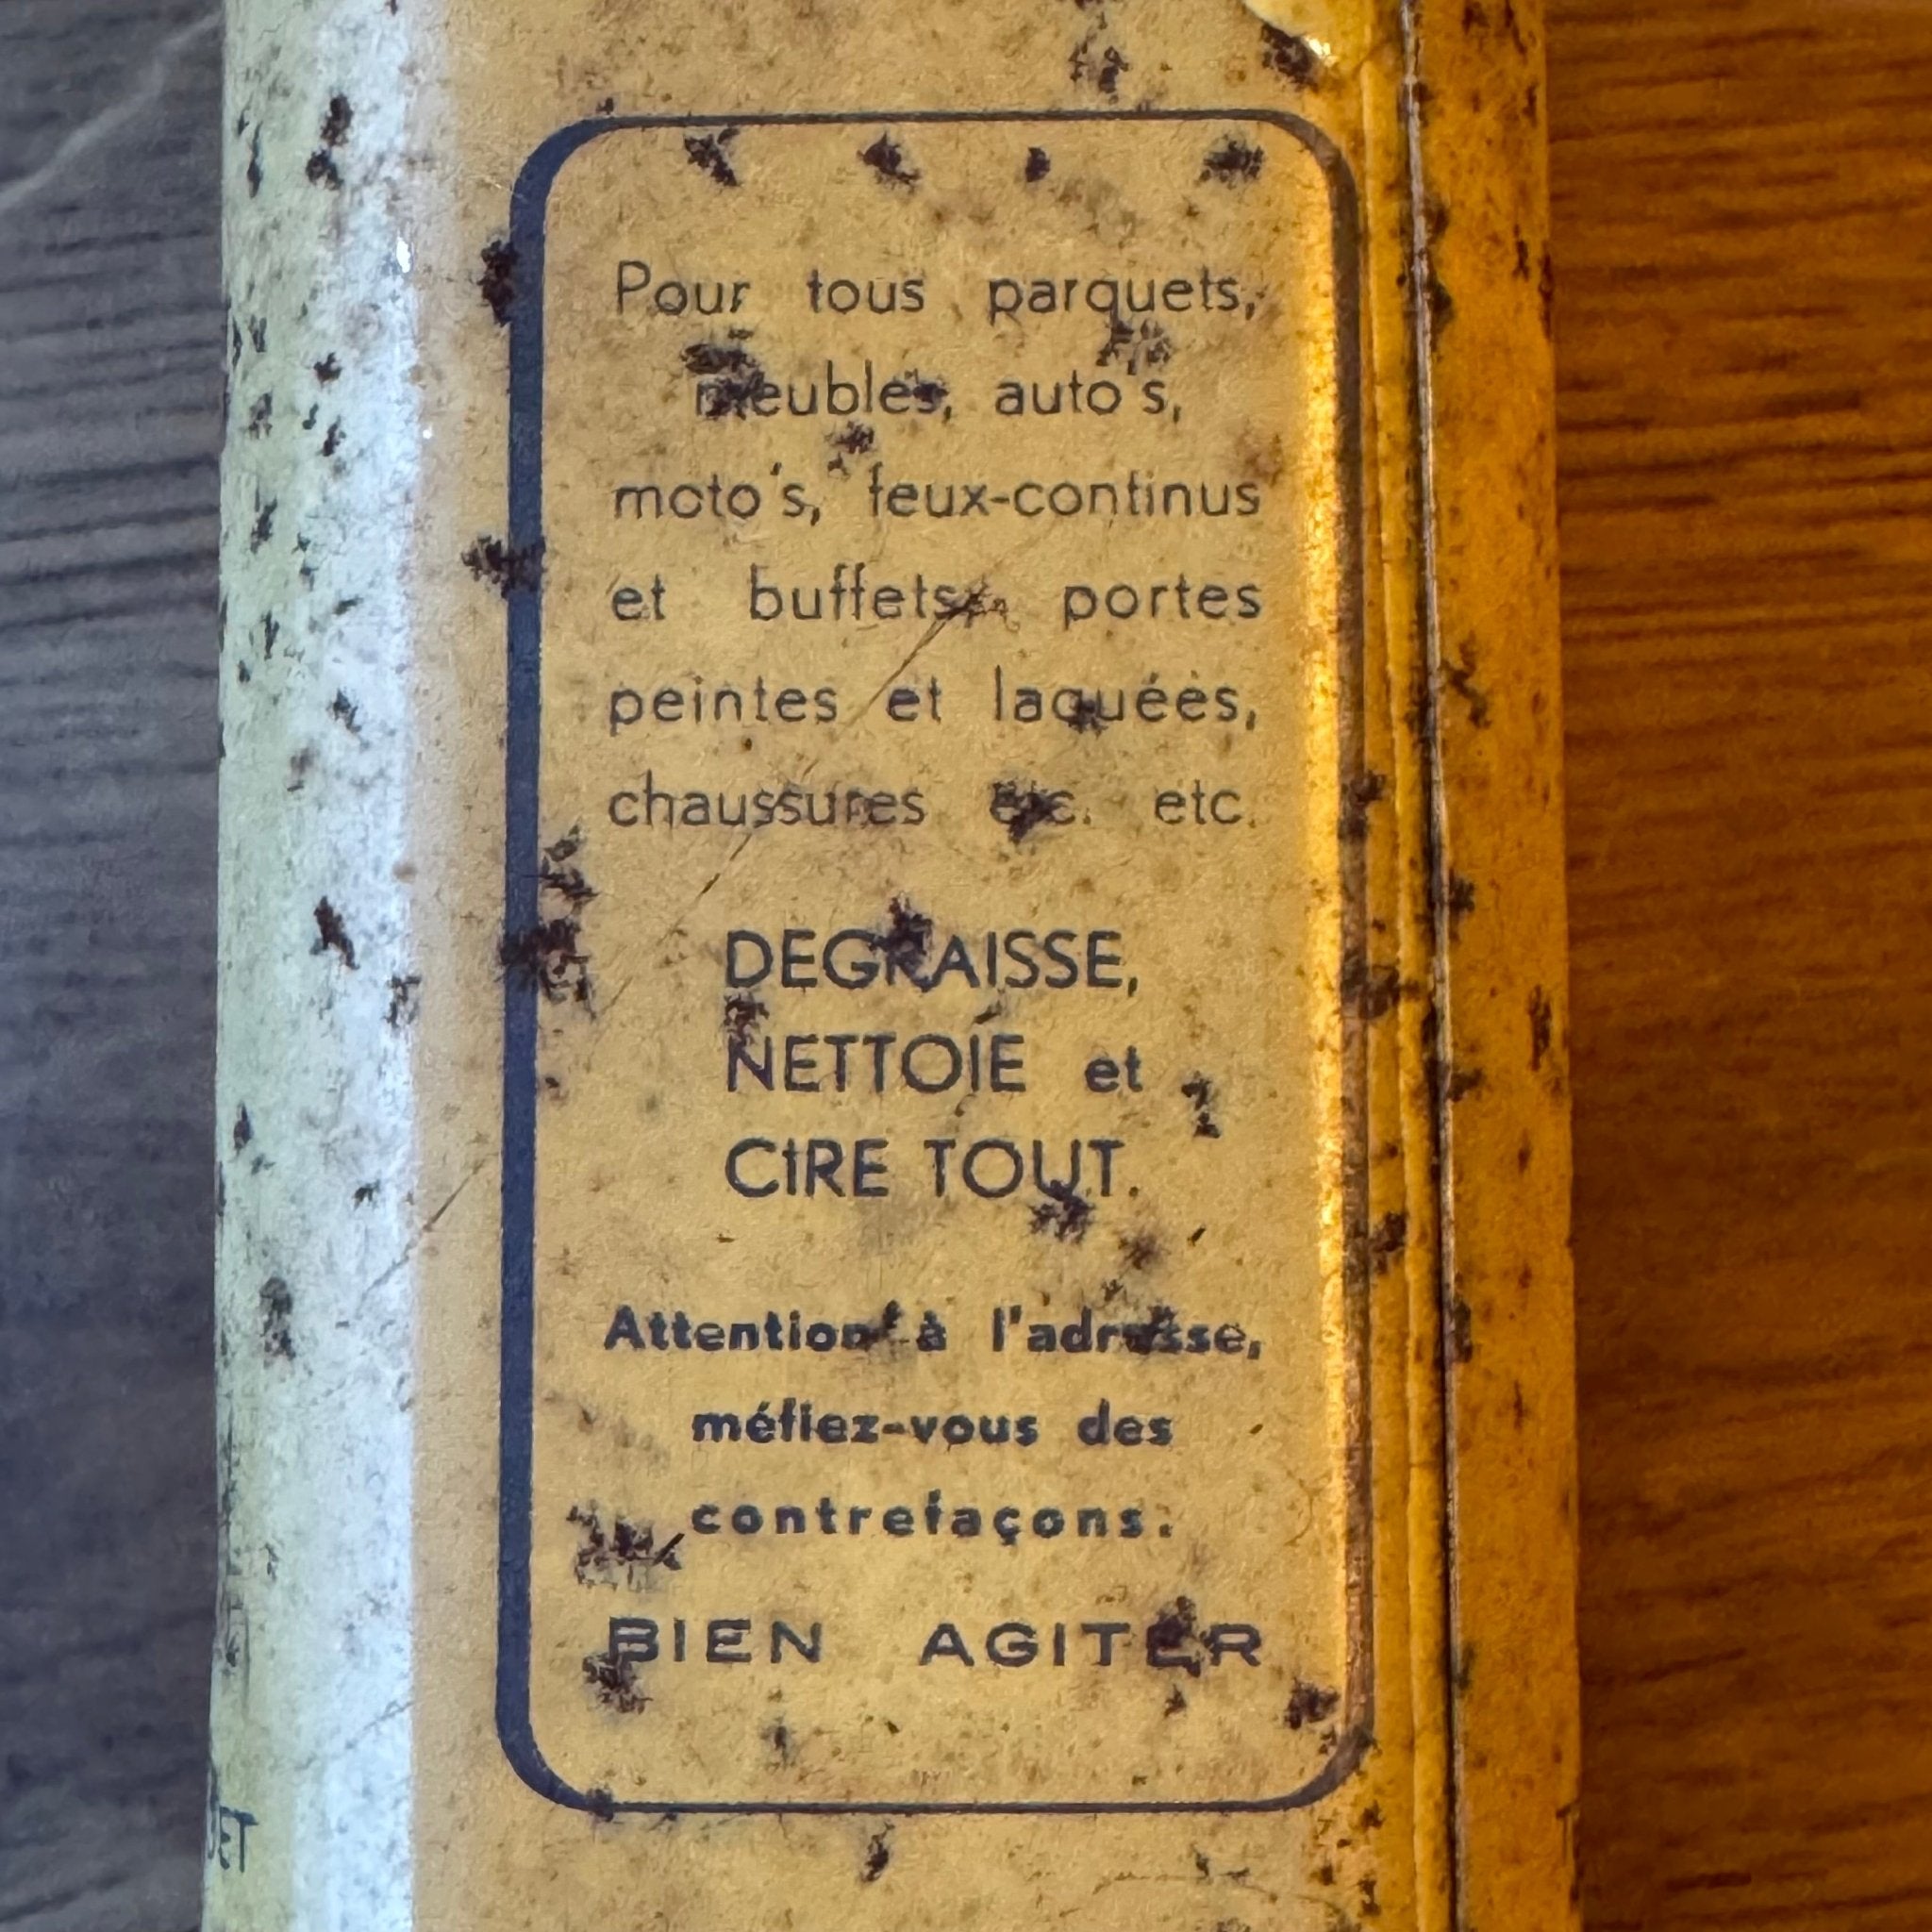 Pour tous parquets,
meubles, auto's,
moto's, feux-continus
et buffets, portes
peintes et laquées,
chaussures etc. etc.
DEGRAISSE,
NETTOIE et
CIRE TOUT.
Attention à l'adresse,
méfiez-vous des
contrefaçons.
BIEN AGITER